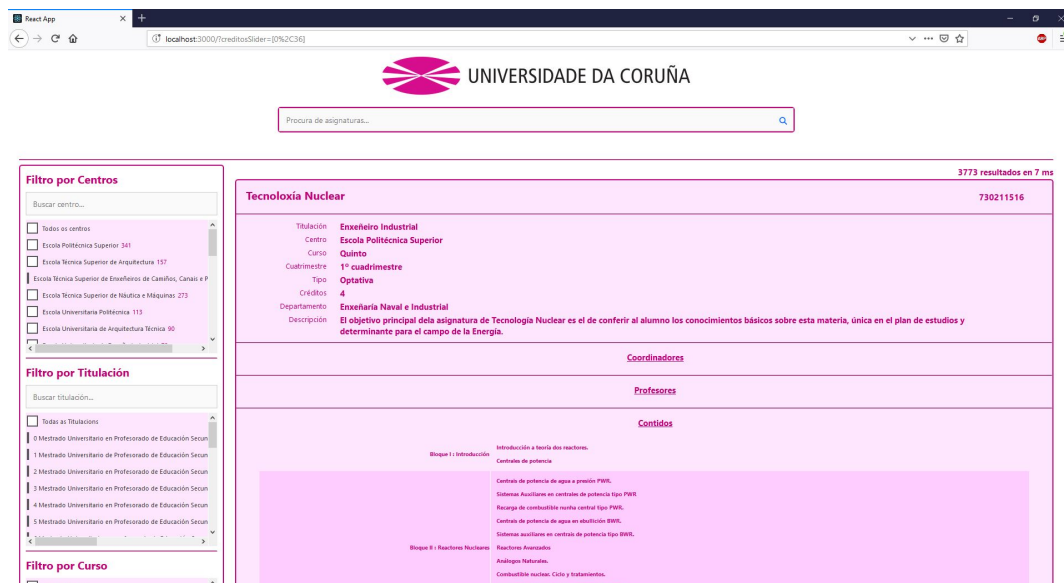 React App
localhost:3000/?creditosSlider=[0%2C36]
UNIVERSIDADE DA CORUÑA
Procura de asignaturas...
3773 resultados en 7 ms
Filtro por Centros
Buscar centro...
Todos os centros
Escola Politécnica Superior 341
Escola Técnica Superior de Arquitectura 157
Escola Técnica Superior de Enxeñeiros de Camiños, Canais e P
Escola Técnica Superior de Náutica e Máquinas 273
Escola Universitaria Politécnica 113
Escola Universitaria de Arquitectura Técnica 90
Filtro por Titulación
Buscar titulación...
Todas as Titulacions
0 Mestrado Universitario en Profesorado de Educación Secun
1 Mestrado Universitario de Profesorado de Educación Secun
2 Mestrado Universitario en Profesorado de Educación Secun
3 Mestrado Universitario en Profesorado de Educación Secun
4 Mestrado Universitario en Profesorado de Educación Secun
5 Mestrado Universitario en Profesorado de Educación Secun
Filtro por Curso
Tecnoloxía Nuclear 730211516
Titulación Enxeñeiro Industrial
Centro Escola Politécnica Superior
Curso Quinto
Cuatrimestre 1º cuadrimestre
Tipo Optativa
Créditos 4
Departamento Enxeñaría Naval e Industrial
Descripción El objetivo principal dela asignatura de Tecnología Nuclear es el de conferir al alumno los conocimientos básicos sobre esta materia, única en el plan de estudios y
determinante para el campo de la Energía.
Coordinadores
Profesores
Contidos
Bloque I : Introducción
Introducción a teoría dos reactores.
Centrales de potencia
Bloque II : Reactores Nucleares
Centrais de potencia de agua a presión PWR.
Sistemas Auxiliares en centrales de potencia tipo PWR
Recarga de combustible nunha central tipo PWR.
Centrais de potencia de agua en ebullición BWR.
Sistemas auxiliares en centrais de potencia tipo BWR.
Reactores Avanzados
Análogos Naturales.
Combustible nuclear. Ciclo y tratamientos.